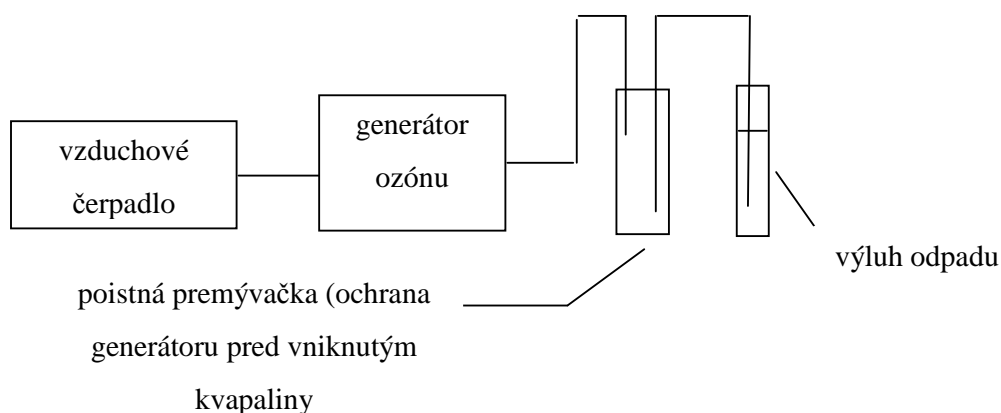 vzduchové
čerpadlo
generátor
ozónu
výluh odpadu
poistná premývačka (ochrana
generátoru pred vniknutým
kvapaliny